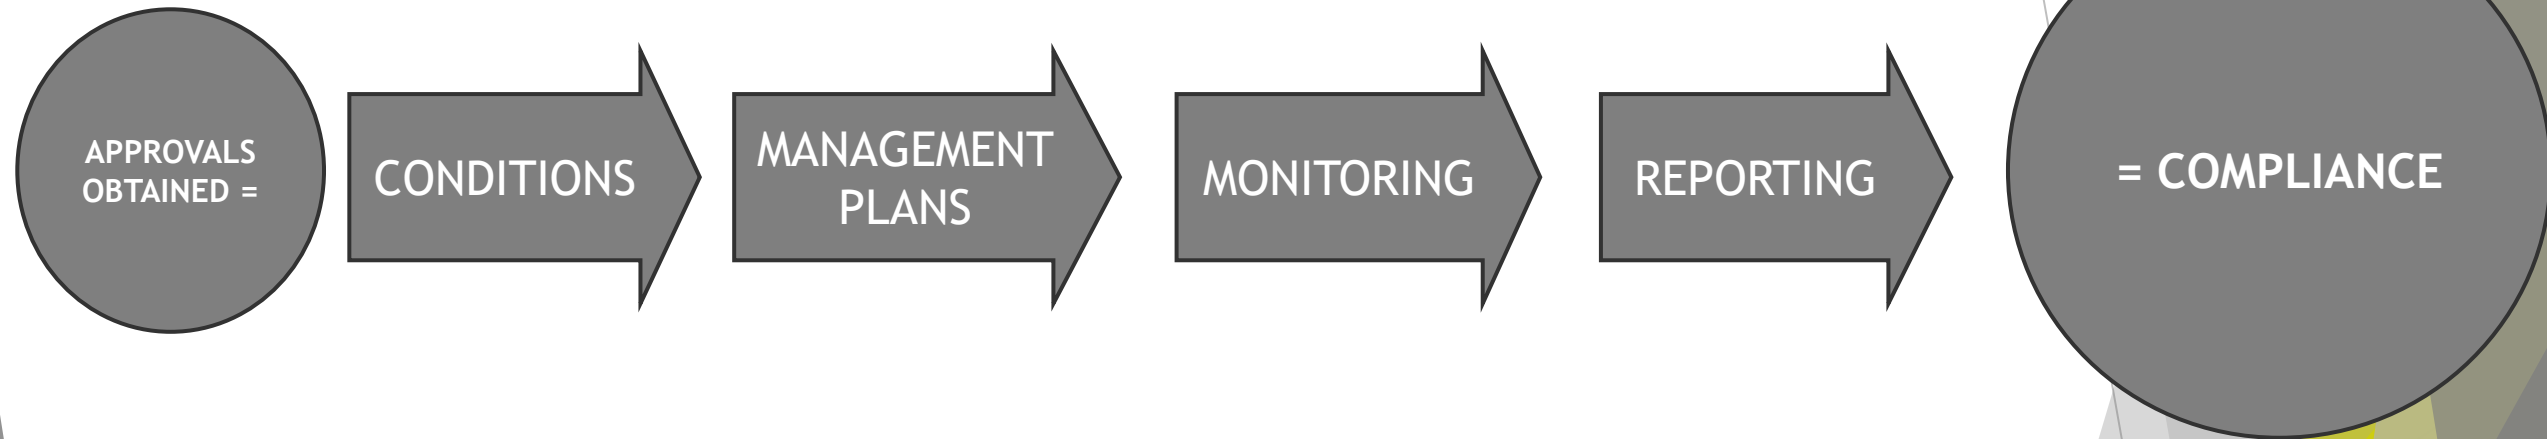 APPROVALS
OBTAINED =
CONDITIONS
MANAGEMENT
PLANS
MONITORING
REPORTING
= COMPLIANCE